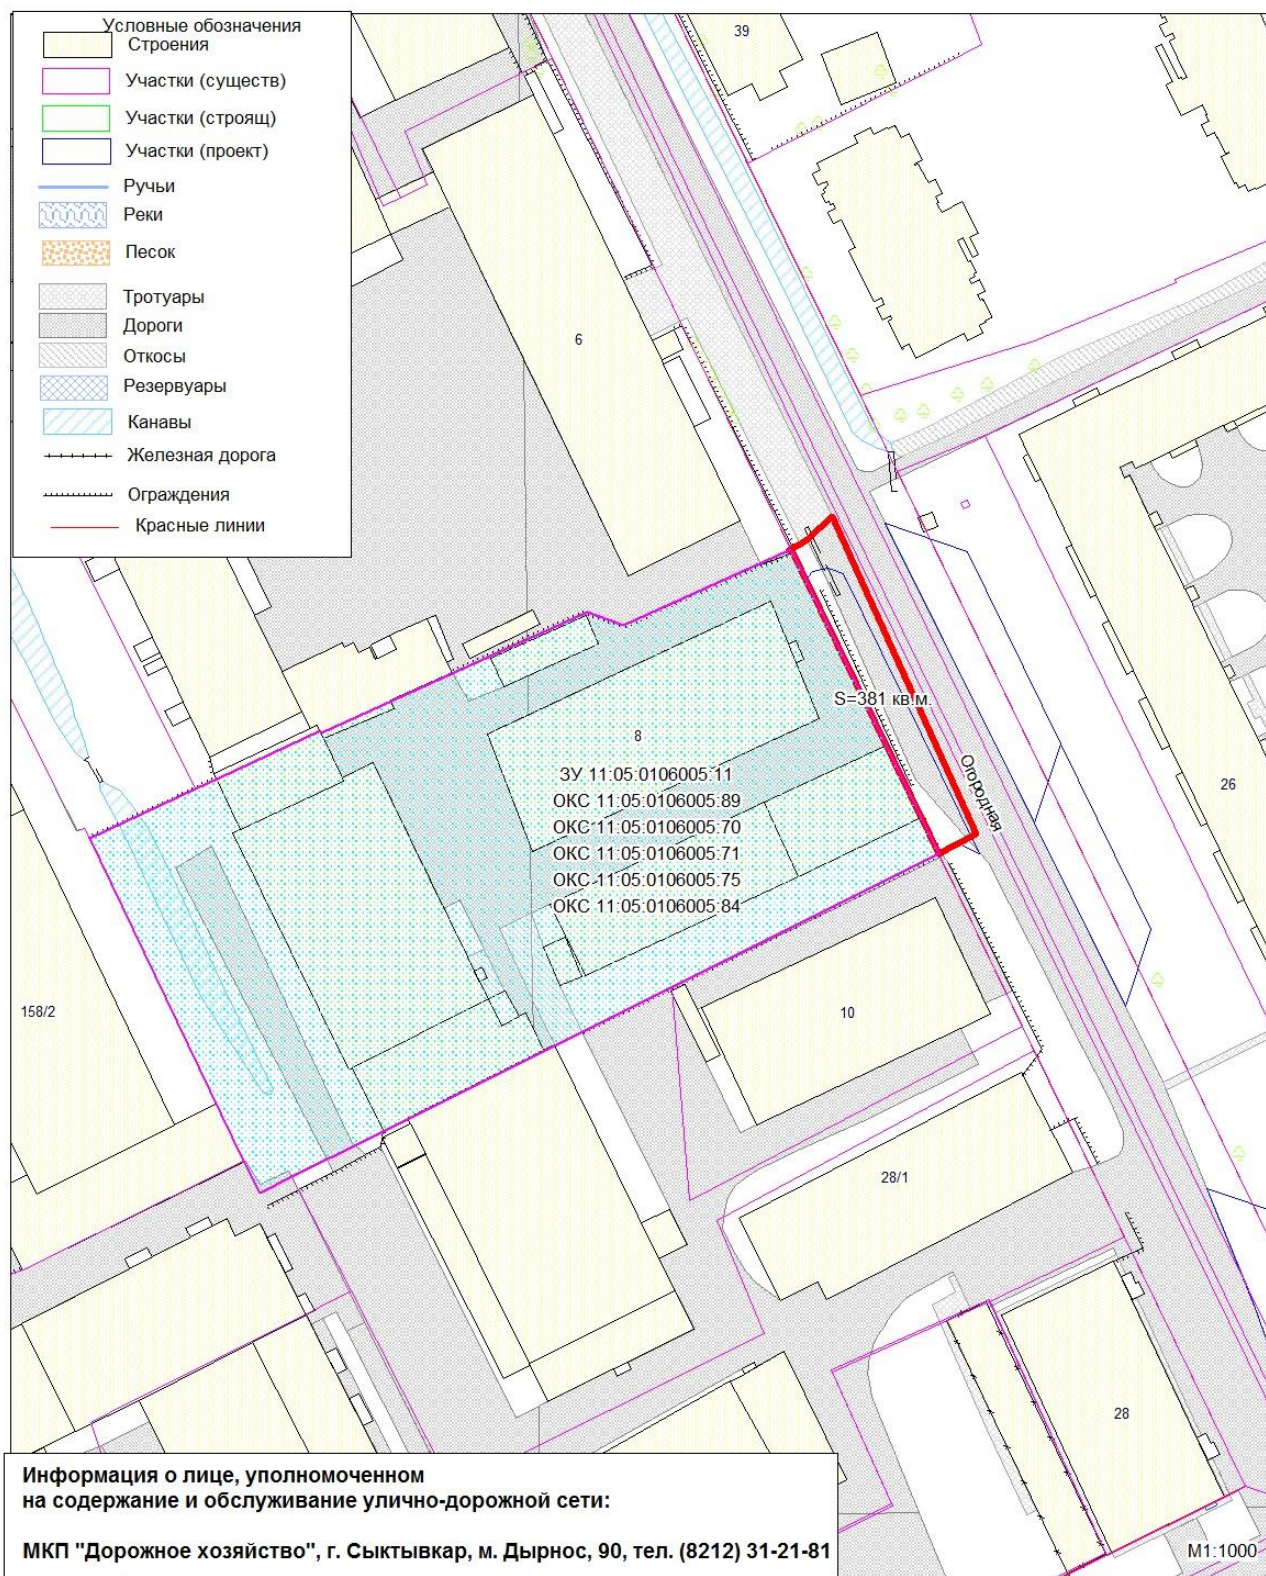 Условные обозначения
Строения
Участки (существ)
Участки (строящ)
Участки (проект)
Ручьи
Реки
Песок
Тротуары
Дороги
Откосы
Резервуары
Канавы
Железная дорога
Ограждения
Красные линии
39
6
S=381 кв.м.
8
ЗУ 11:05:0106005:11
ОКС 11:05:0106005:89
ОКС 11:05:0106005:70
ОКС 11:05:0106005:71
ОКС 11:05:0106005:75
ОКС 11:05:0106005:84
Огородная
26
158/2
10
28/1
28
Информация о лице, уполномоченном
на содержание и обслуживание улично-дорожной сети:
МКП "Дорожное хозяйство", г. Сыктывкар, м. Дырнос, 90, тел. (8212) 31-21-81
М1:1000